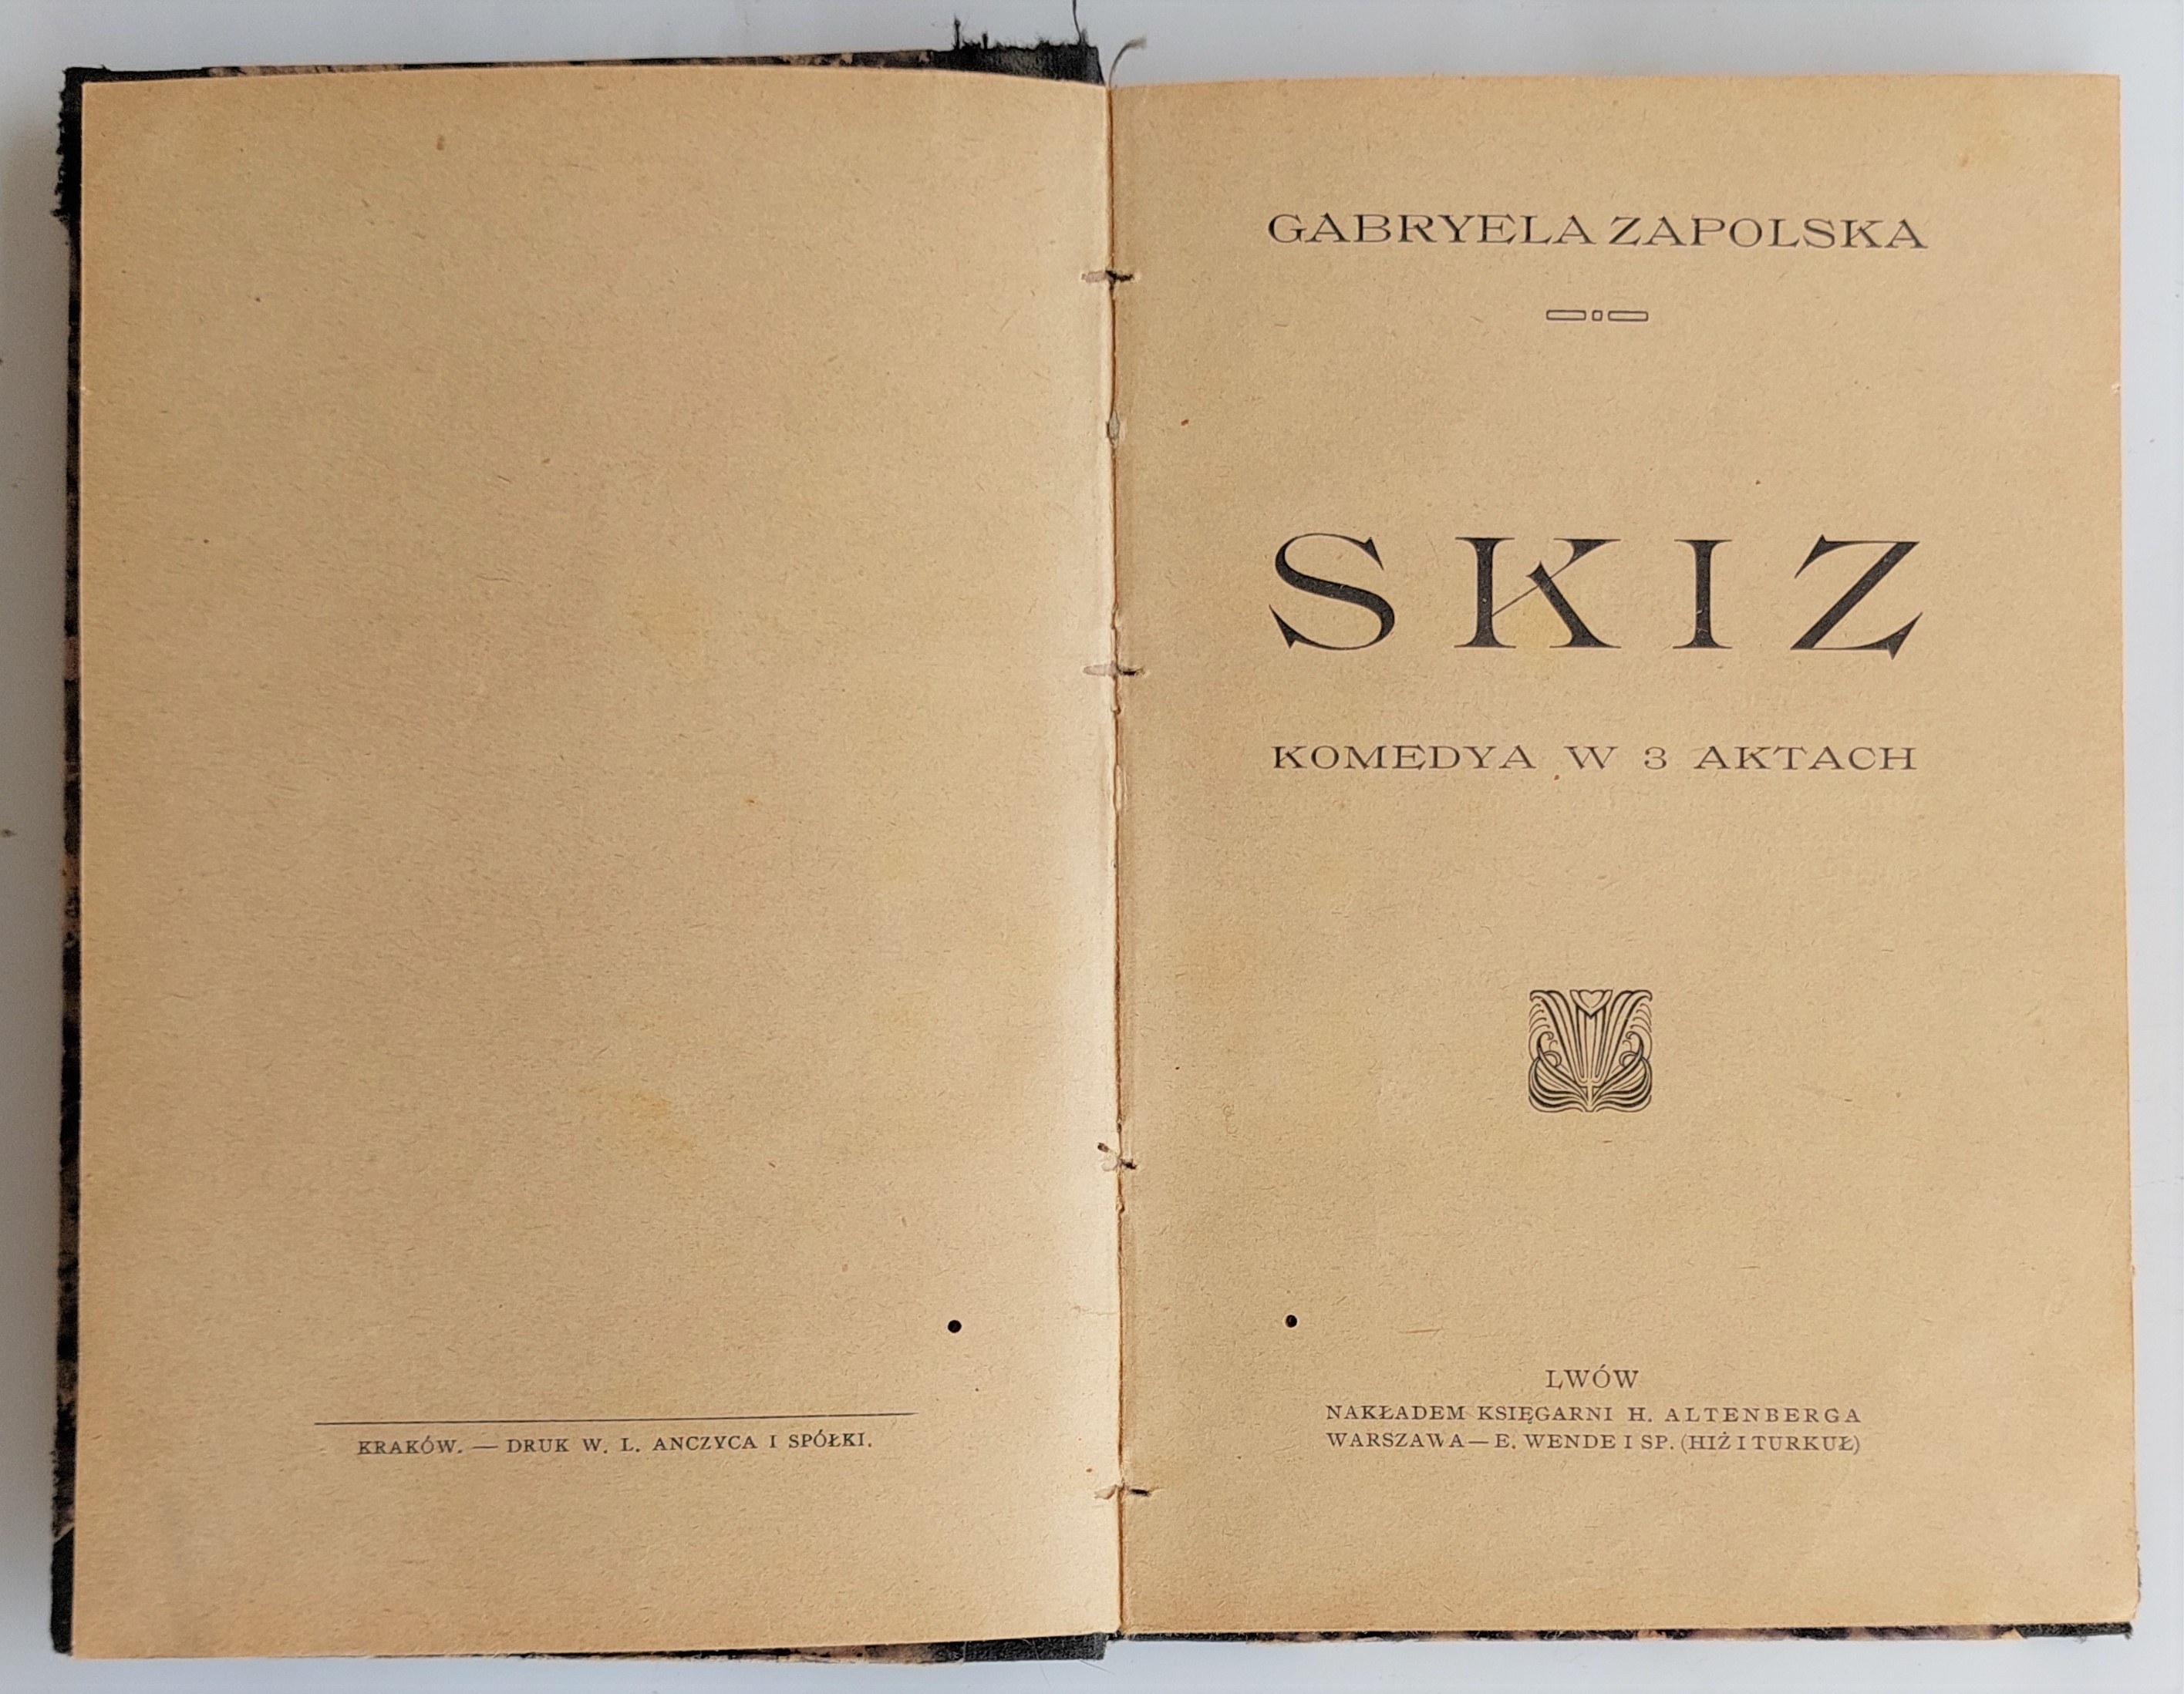 KRAKÓW. — DRUK W. L. ANCZYCA I SPÓŁKI.
GABRYELA ZAPOLSKA
SKIZ
KOMEDYA W 3 AKTACH
LWÓW
NAKŁADEM KSIĘGARNI H. ALTENBERGA
WARSZAWA — E. WENDE I SP. (HIŻ I TURKUŁ)